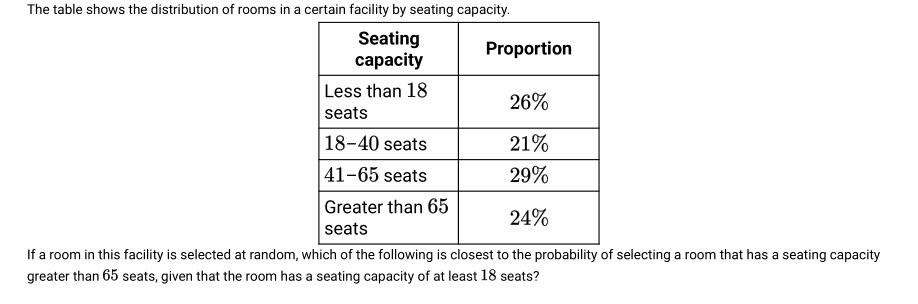 The table shows the distribution of rooms in a certain facility by seating capacity.
Seating
capacity
Proportion
Less than 18
seats
26%
18–40 seats
21%
41–65 seats
29%
Greater than 65
seats
24%
If a room in this facility is selected at random, which of the following is closest to the probability of selecting a room that has a seating capacity
greater than 65 seats, given that the room has a seating capacity of at least 18 seats?